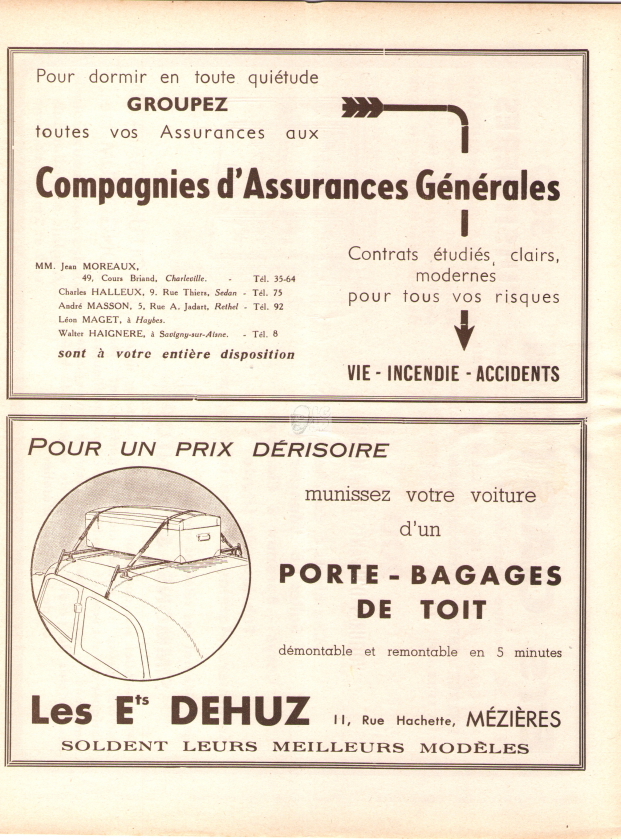 Pour dormir en toute quiétude
GROUPEZ
toutes vos Assurances aux
Compagnies d'Assurances Générales
MM. Jean MOREAUX,
49, Cours Briand, Charleville. - Tél. 35-64
Charles HALLEUX, 9, Rue Thiers, Sedan - Tél. 75
André MASSON, 5, Rue A. Jadart, Rethel - Tél. 92
Léon MAGET, à Haybes.
Walter HAIGNERE, à Savigny-sur-Aisne. - Tél. 8
sont à votre entière disposition
Contrats étudiés, clairs,
modernes
pour tous vos risques
VIE - INCENDIE - ACCIDENTS
POUR UN PRIX DÉRISOIRE
munissez votre voiture
d'un
PORTE - BAGAGES
DE TOIT
démontable et remontable en 5 minutes
Les Ets DEHUZ 11, Rue Hachette, MÉZIÈRES
SOLDENT LEURS MEILLEURS MODÈLES